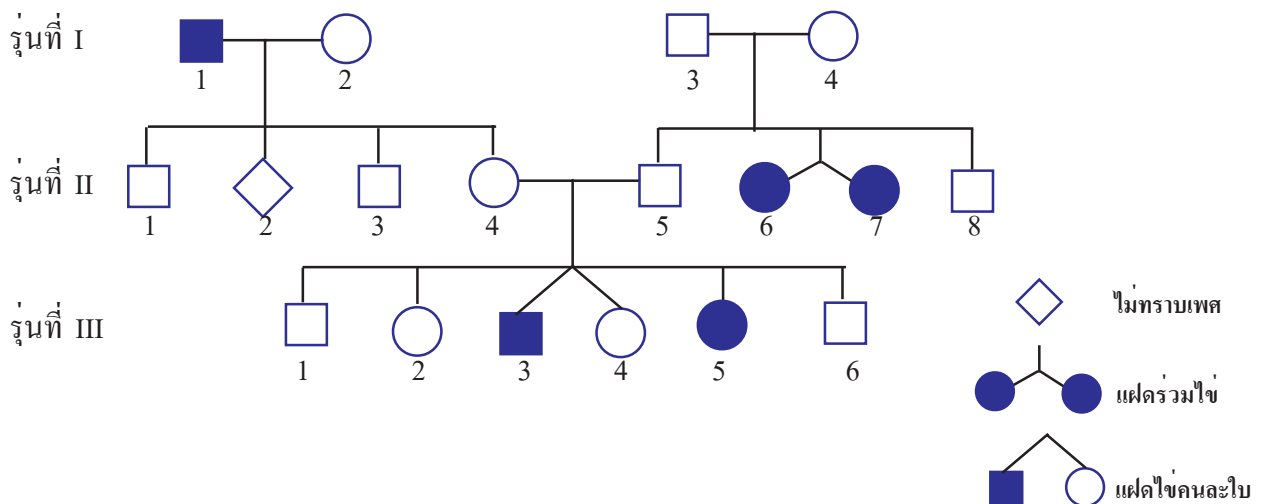 รุ่นที่ I
1 2 3 4
รุ่นที่ II
1 2 3 4 5 6 7 8
รุ่นที่ III
1 2 3 4 5 6
ไม่ทราบเพศ
แฝดร่วมไข่
แฝดไข่คนละใบ